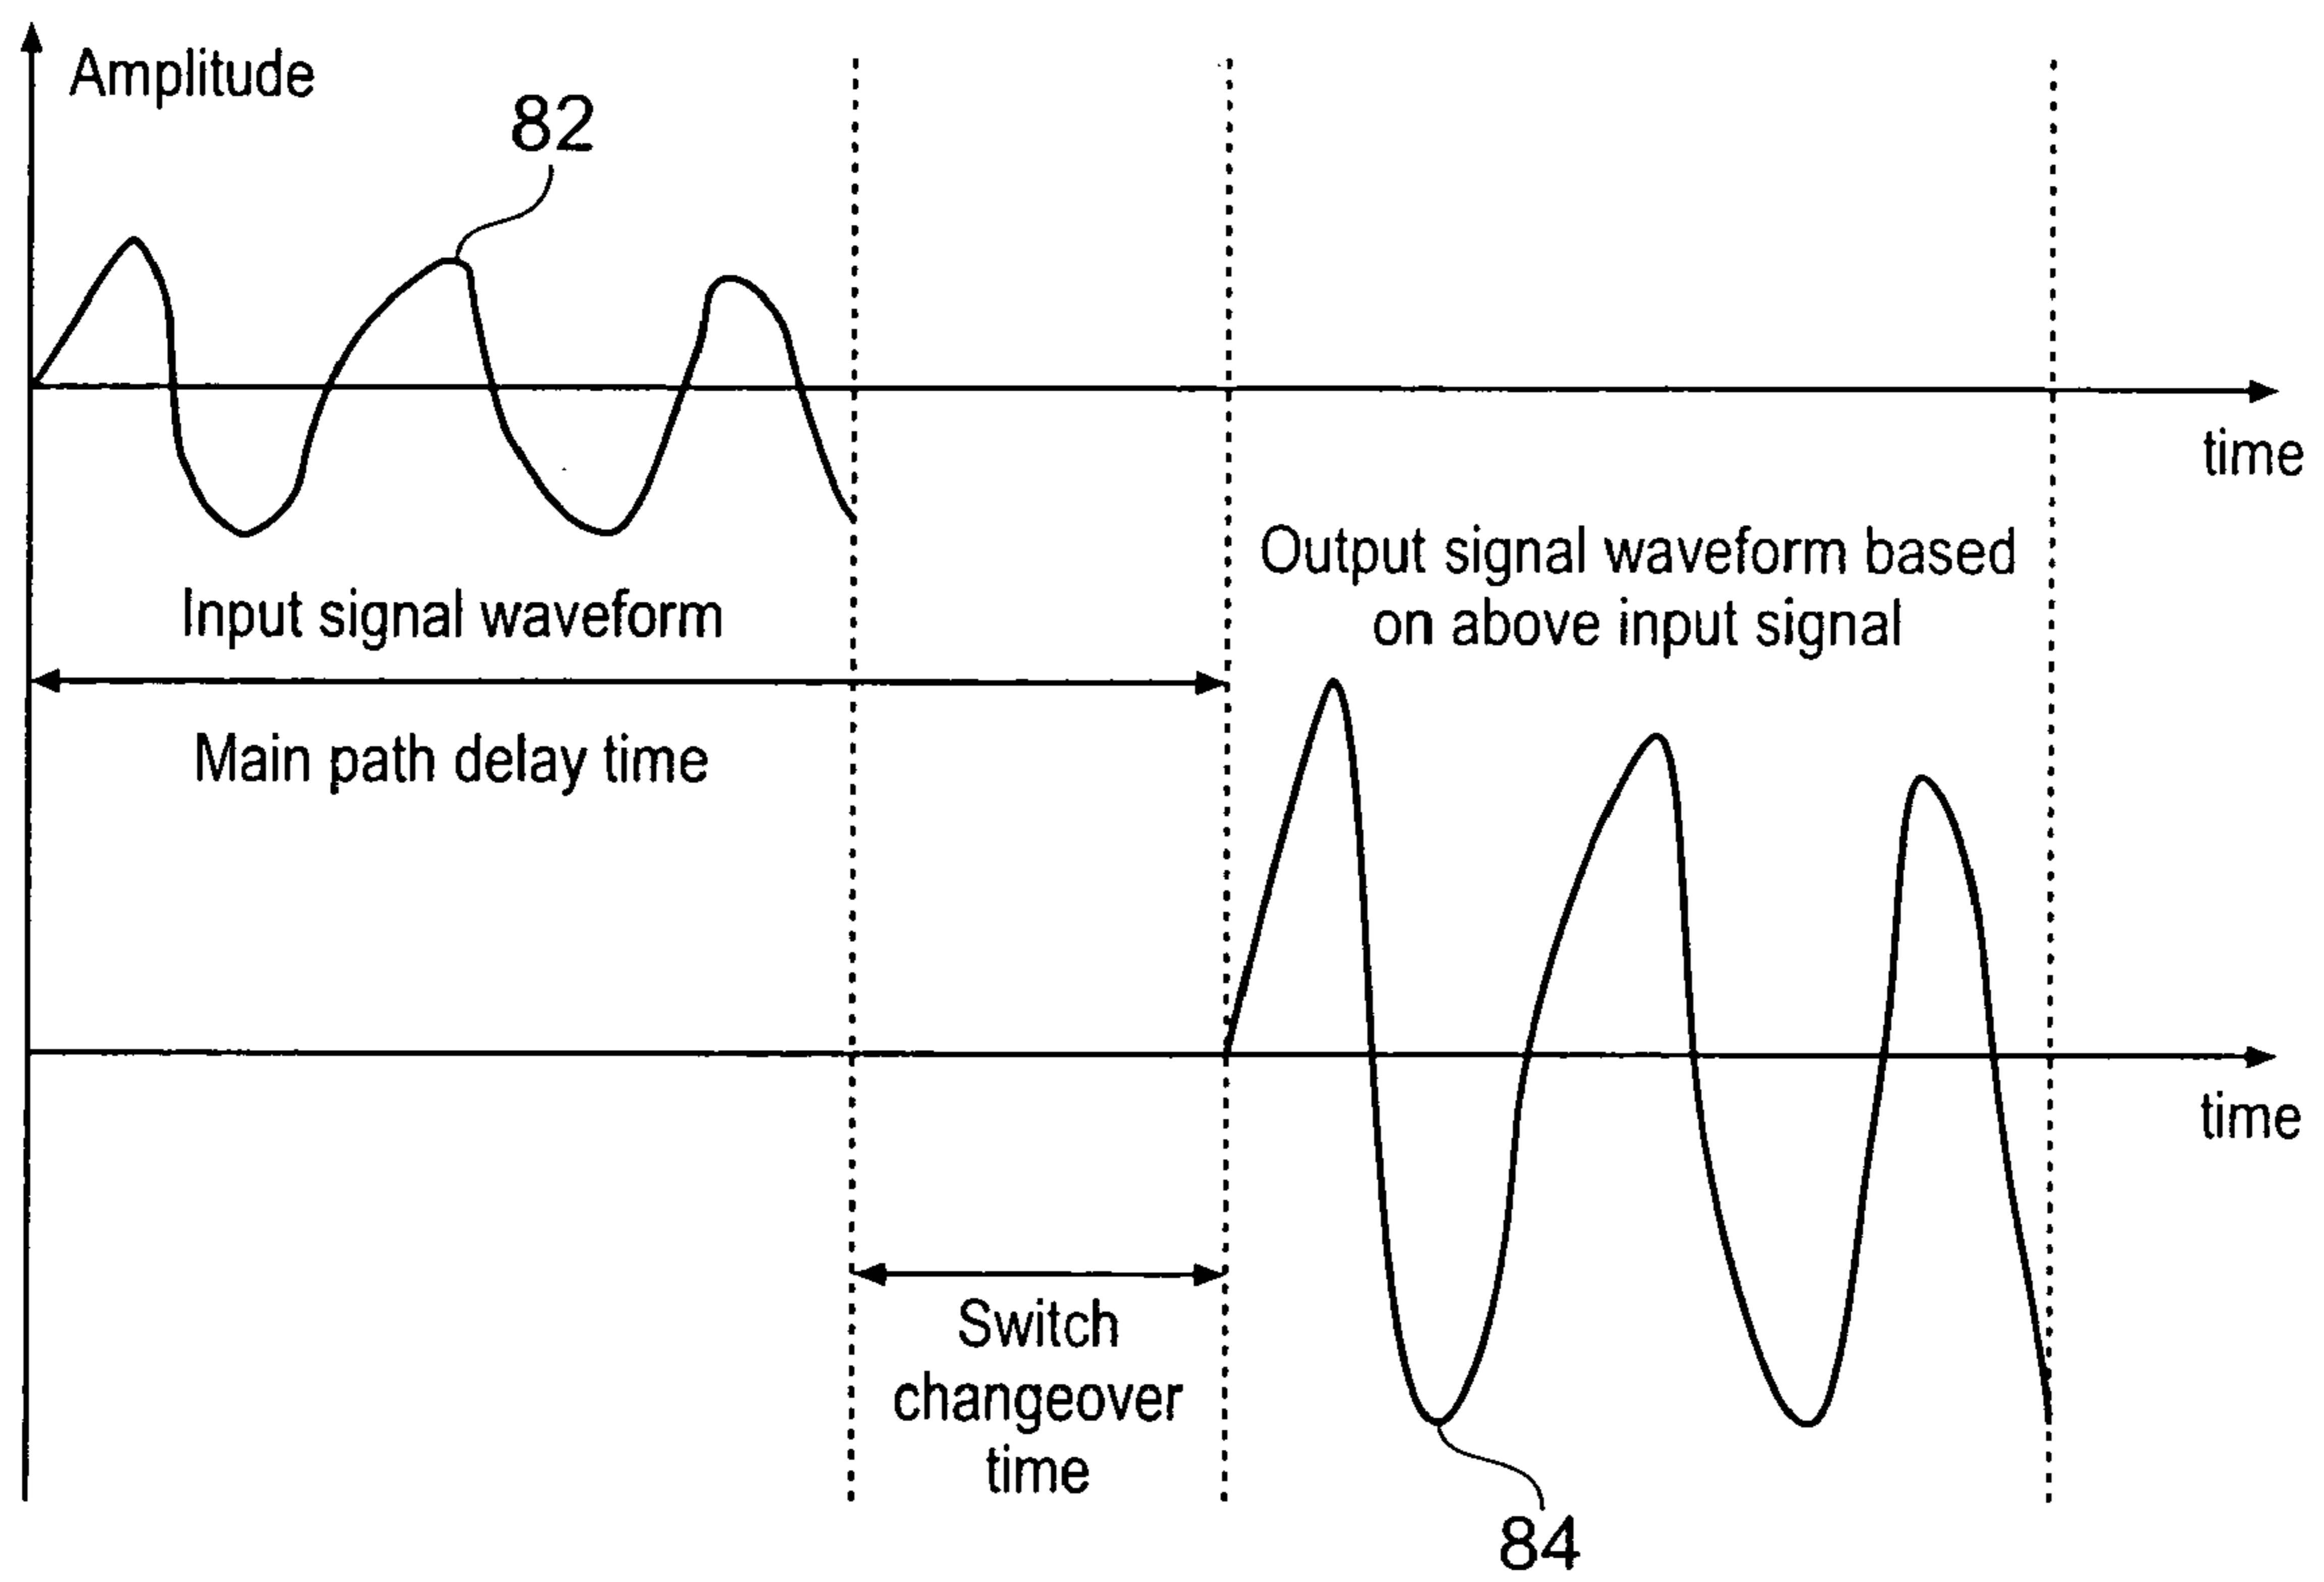 Amplitude
82
time
Input signal waveform
Output signal waveform based
on above input signal
Main path delay time
time
Switch
changeover
time
84